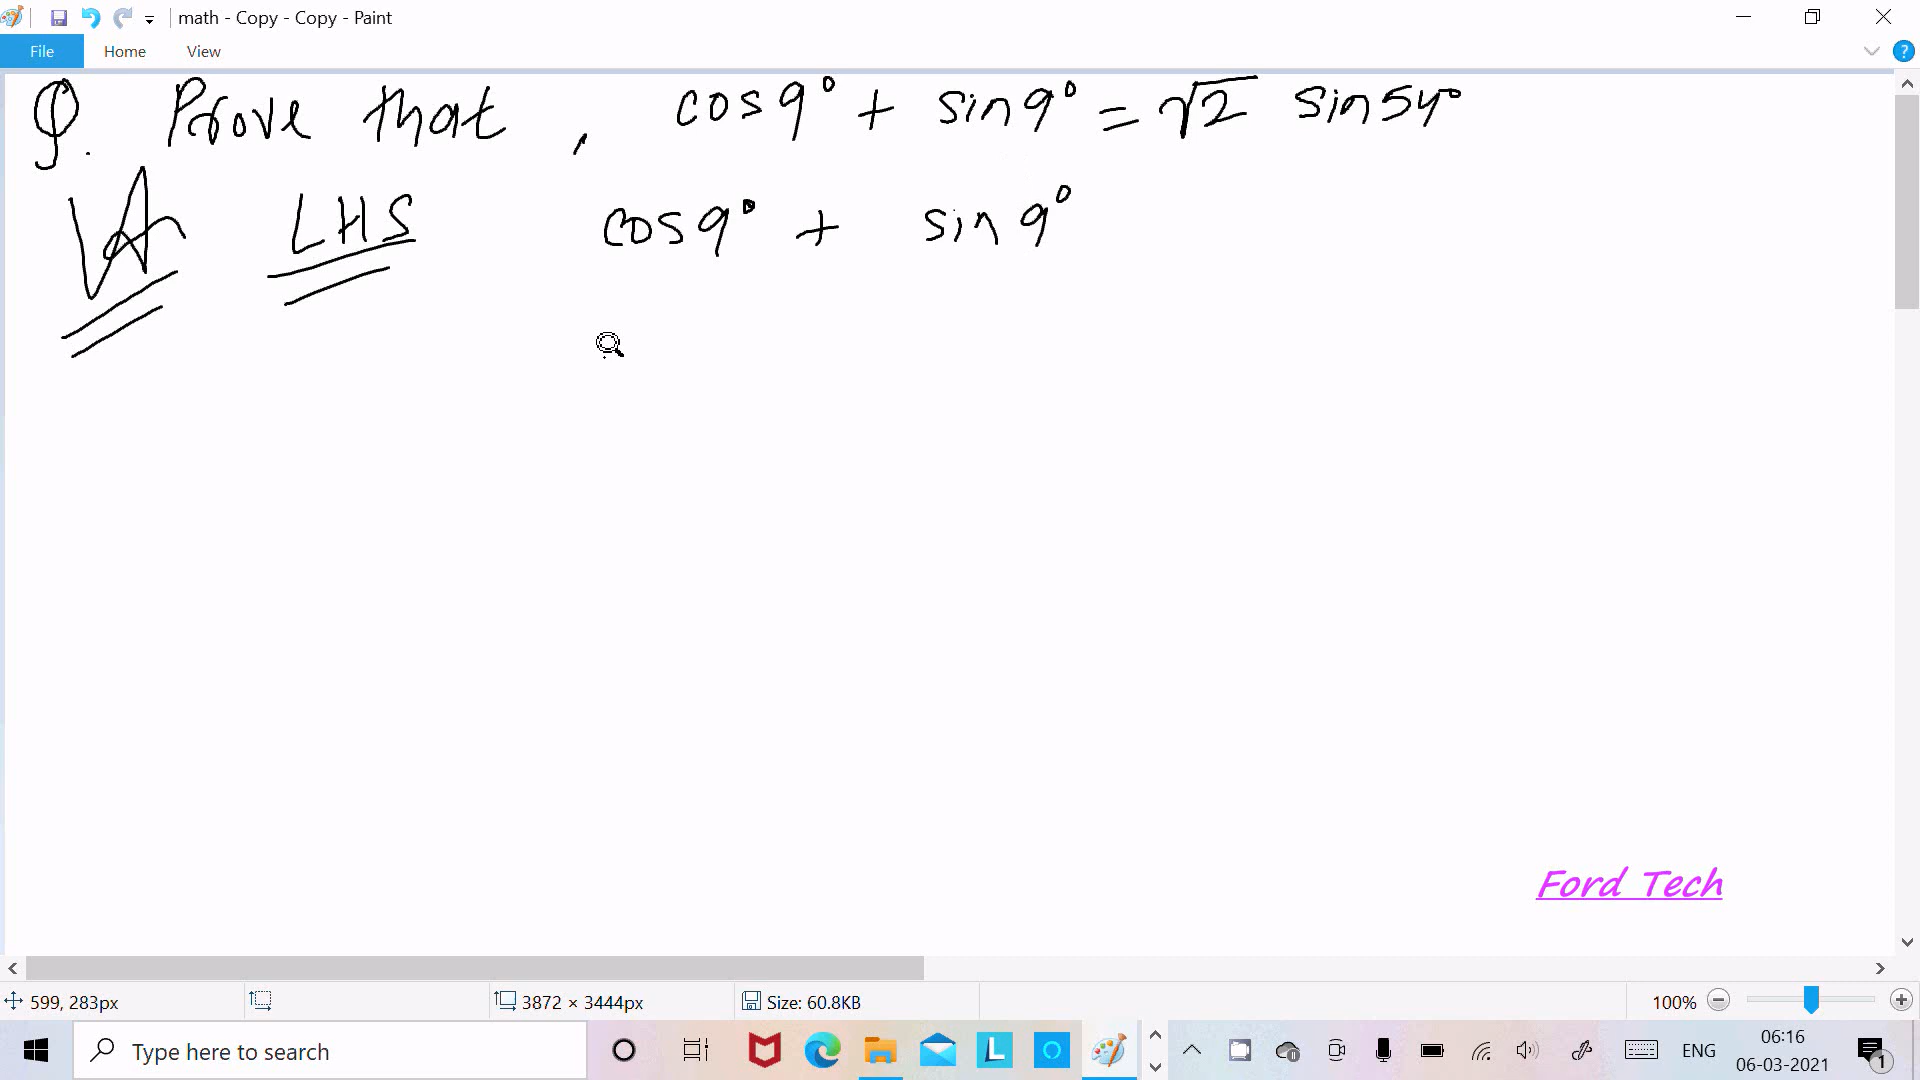 math - Copy - Copy - Paint
File Home View
Q. Prove that, cos9° + sin9° = √2 sin54°
A LHS cos9° + sin9°
Ford Tech
599, 283px 3872 × 3444px Size: 60.8KB 100%
Type here to search
L
ENG
06:16
06-03-2021
1